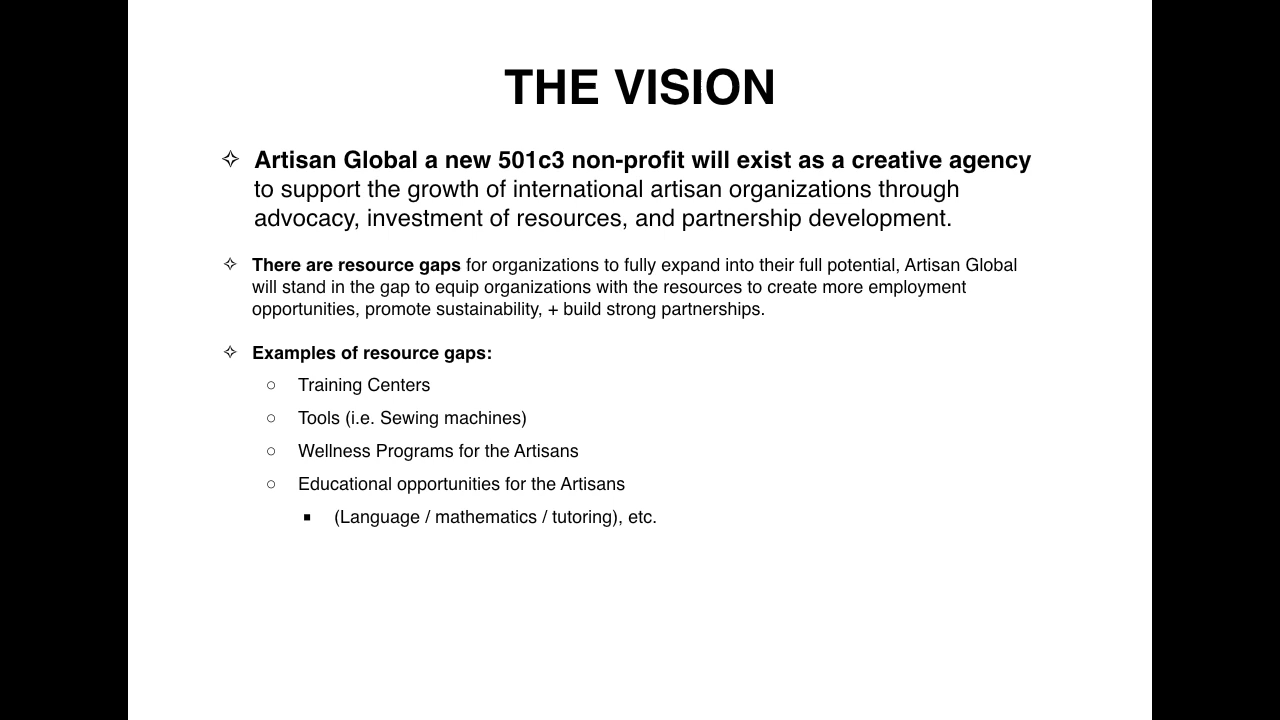 THE VISION
✧ Artisan Global a new 501c3 non-profit will exist as a creative agency
to support the growth of international artisan organizations through
advocacy, investment of resources, and partnership development.
✧ There are resource gaps for organizations to fully expand into their full potential, Artisan Global
will stand in the gap to equip organizations with the resources to create more employment
opportunities, promote sustainability, + build strong partnerships.
✧ Examples of resource gaps:
○ Training Centers
○ Tools (i.e. Sewing machines)
○ Wellness Programs for the Artisans
○ Educational opportunities for the Artisans
▪ (Language / mathematics / tutoring), etc.